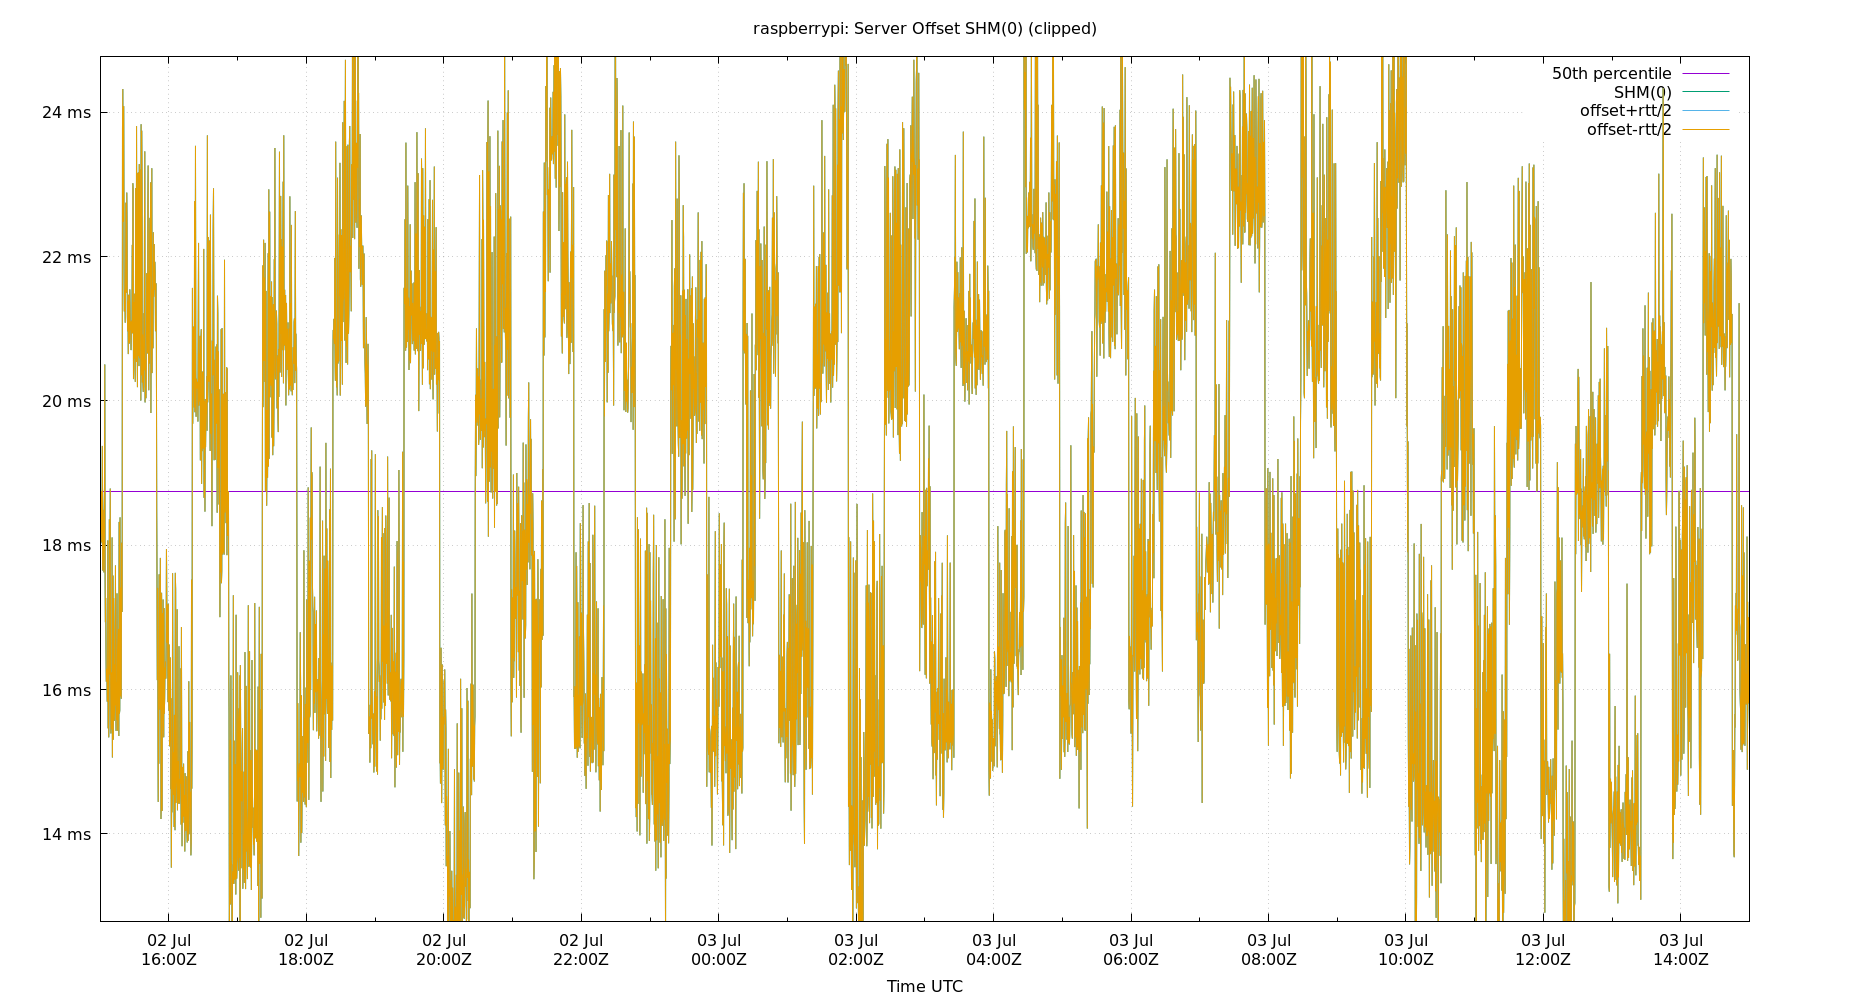 raspberrypi: Server Offset SHM(0) (clipped)
50th percentile
SHM(0)
offset+rtt/2
offset-rtt/2
24 ms
22 ms
20 ms
18 ms
16 ms
14 ms
02 Jul 02 Jul 02 Jul 02 Jul 03 Jul 03 Jul 03 Jul 03 Jul 03 Jul 03 Jul 03 Jul 03 Jul
16:00Z 18:00Z 20:00Z 22:00Z 00:00Z 02:00Z 04:00Z 06:00Z 08:00Z 10:00Z 12:00Z 14:00Z
Time UTC